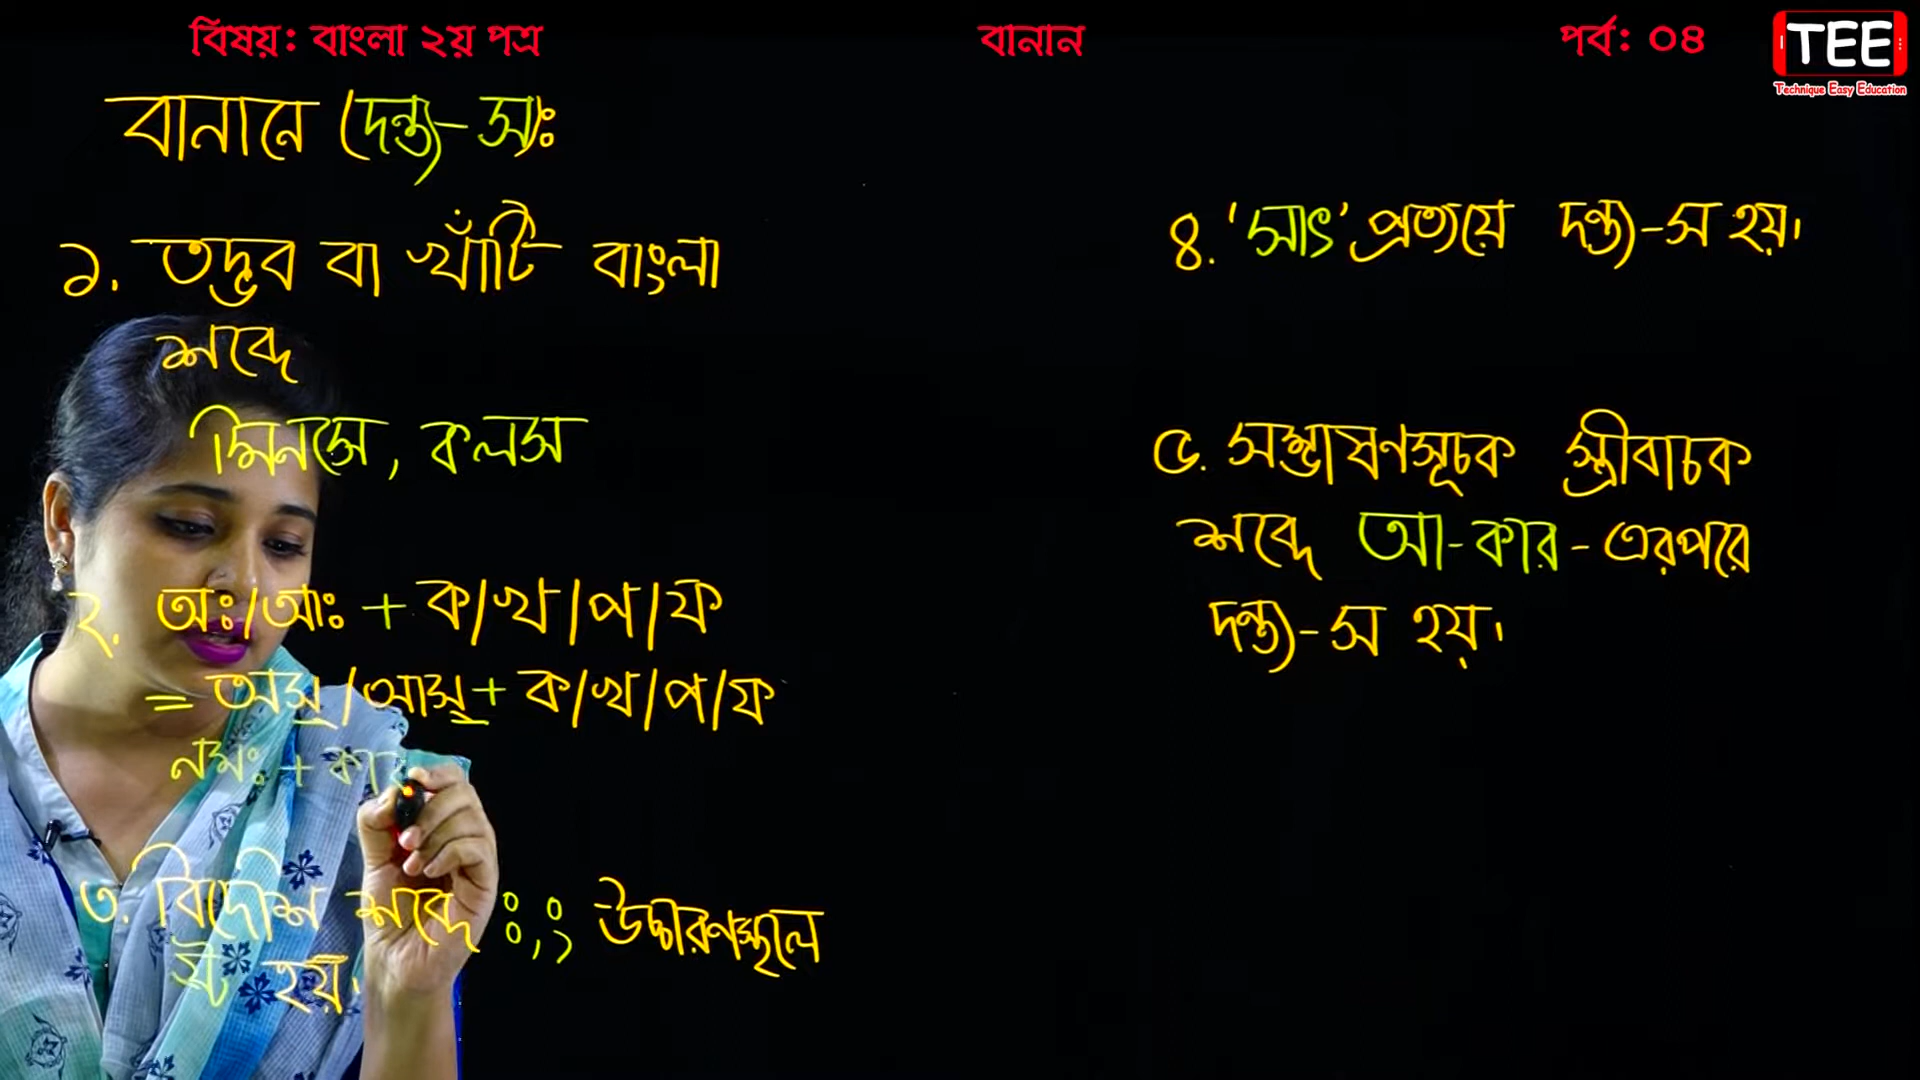 বিষয়: বাংলা ২য় পত্র
বানান
পর্ব: ০৪
TEE
Technique Easy Education
বানানে (দন্ত্য-স)ঃ
১. তদ্ভব বা খাঁটি বাংলা
শব্দে
মিনসে, কলস
২. অঃ/আঃ + ক/খ/প/ফ
= অস্/আস্ + ক/খ/প/ফ
নমঃ + কা
৩. বিদেশি শব্দে ঃ, ; উচ্চারণস্থলে
স হয়।
৪. 'সাৎ' প্রত্যয়ে দন্ত্য-স হয়।
৫. সম্ভাষণসূচক স্ত্রীবাচক
শব্দে আ-কার-এরপরে
দন্ত্য-স হয়।